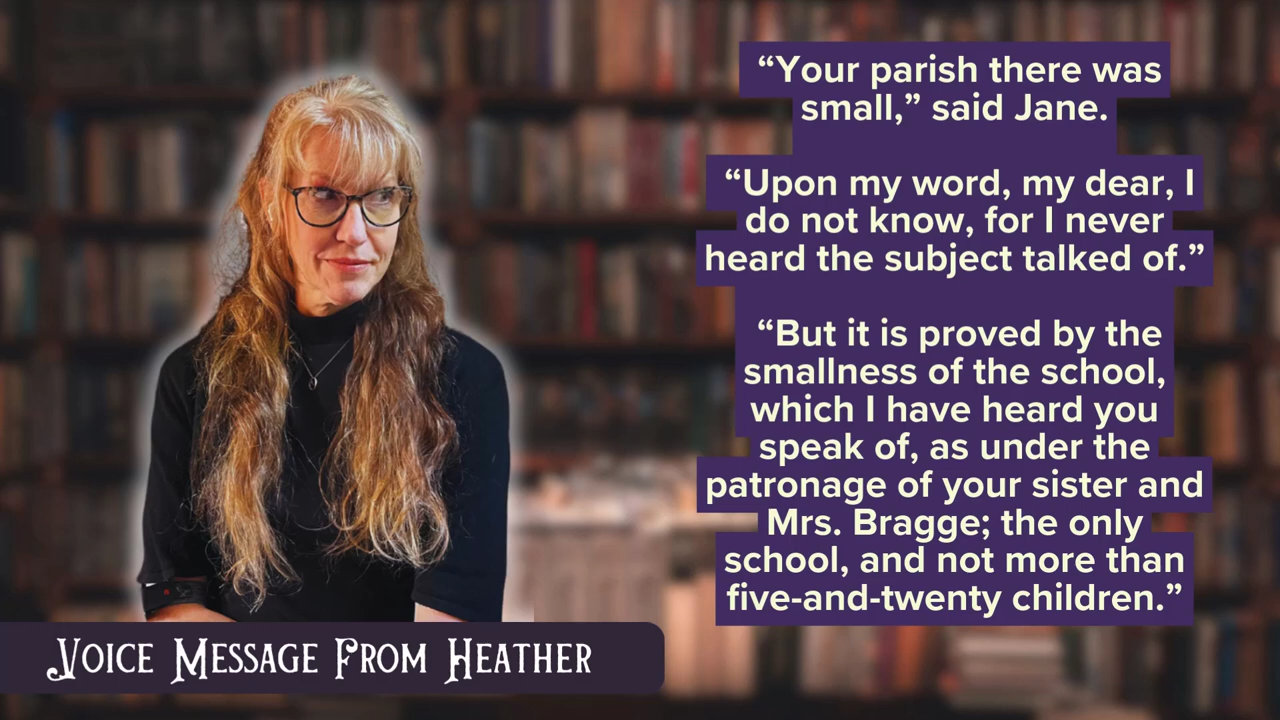 “Your parish there was
small,” said Jane.
“Upon my word, my dear, I
do not know, for I never
heard the subject talked of.”
“But it is proved by the
smallness of the school,
which I have heard you
speak of, as under the
patronage of your sister and
Mrs. Bragge; the only
school, and not more than
five-and-twenty children.”
Voice Message From Heather